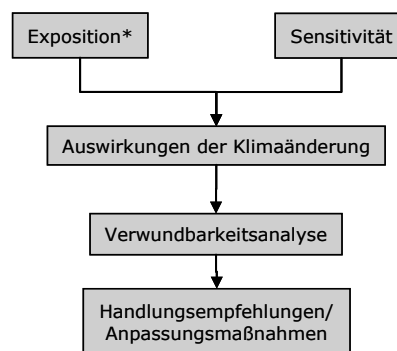 Exposition*
Sensitivität
Auswirkungen der Klimaänderung
Verwundbarkeitsanalyse
Handlungsempfehlungen/
Anpassungsmaßnahmen